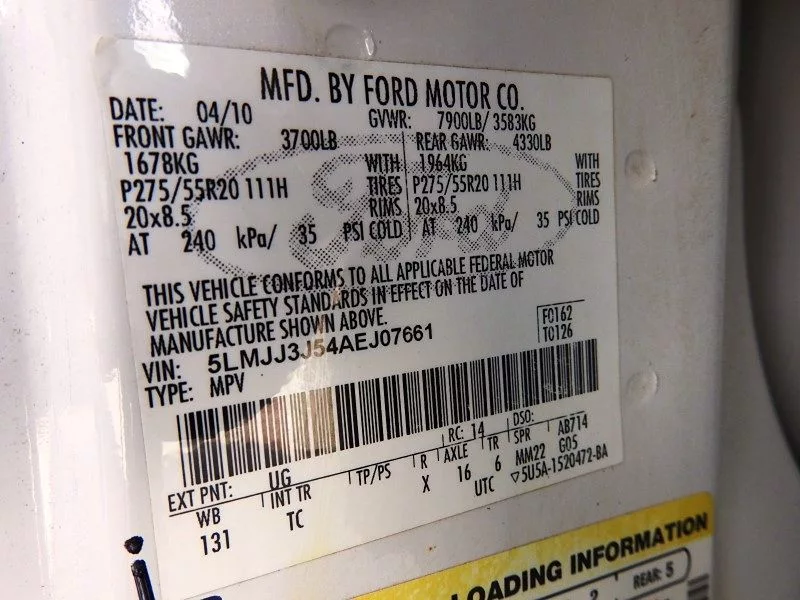 MFD. BY FORD MOTOR CO.
DATE: 04/10 GVWR: 7900LB/ 3583KG
FRONT GAWR: 3700LB REAR GAWR: 4330LB
1678KG WITH 1964KG WITH
P275/55R20 111H TIRES P275/55R20 111H TIRES
20x8.5 RIMS 20x8.5 RIMS
AT 240 kPa/ 35 PSI COLD AT 240 kPa/ 35 PSI COLD
THIS VEHICLE CONFORMS TO ALL APPLICABLE FEDERAL MOTOR
VEHICLE SAFETY STANDARDS IN EFFECT ON THE DATE OF
MANUFACTURE SHOWN ABOVE.
F0162
T0126
VIN: 5LMJJ3J54AEJ07661
TYPE: MPV
EXT PNT: UG RC: 14 DSO:
WB INT TR TP/PS R AXLE TR SPR AB714
131 TC X 16 6 MM22 G05
UTC ▽5U5A-1520472-BA
LOADING INFORMATION
2 REAR: 5